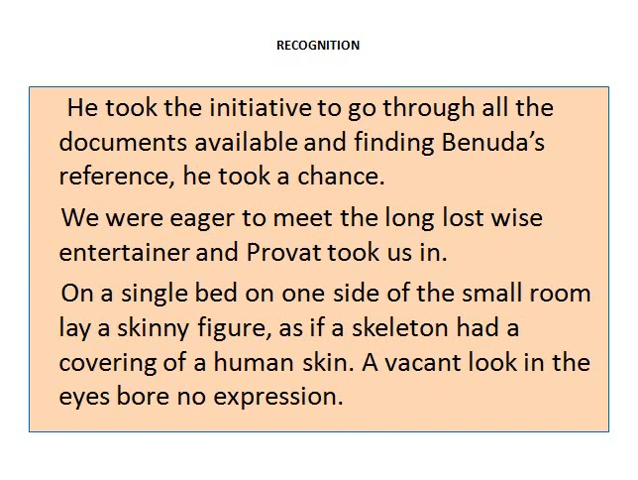 RECOGNITION
He took the initiative to go through all the
documents available and finding Benuda’s
reference, he took a chance.
We were eager to meet the long lost wise
entertainer and Provat took us in.
On a single bed on one side of the small room
lay a skinny figure, as if a skeleton had a
covering of a human skin. A vacant look in the
eyes bore no expression.